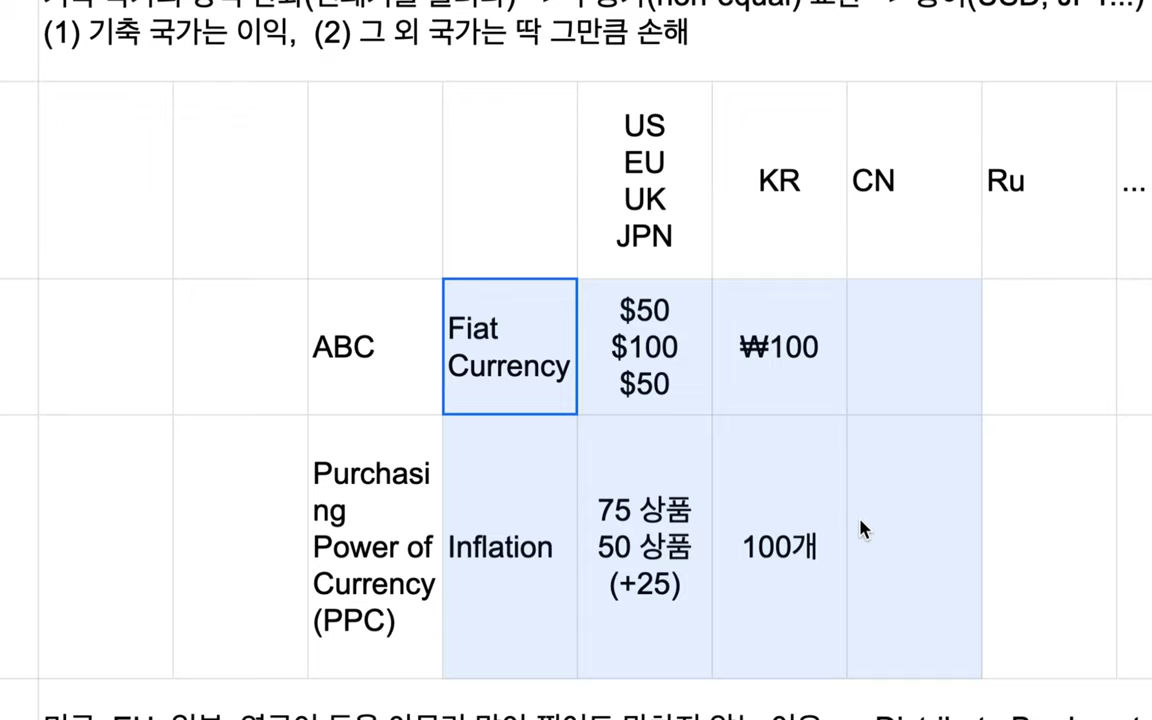 (1) 기축 국가는 이익, (2) 그 외 국가는 딱 그만큼 손해
US
EU
UK
JPN
KR
CN
Ru
...
ABC
Fiat
Currency
$50
$100
$50
₩100
Purchasi
ng
Power of
Currency
(PPC)
Inflation
75 상품
50 상품
(+25)
100개